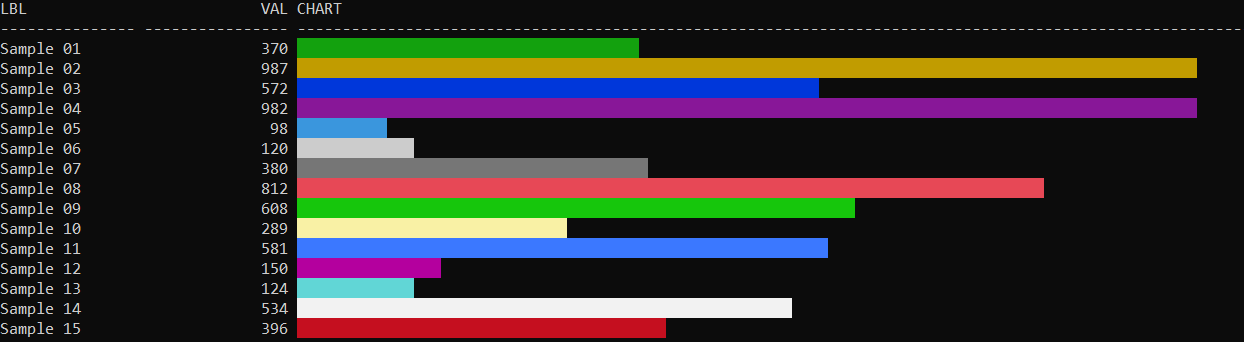 LBL VAL CHART
--------------- ---------------- ---------------------------------------------------------------------------------------------------------
Sample 01 370
Sample 02 987
Sample 03 572
Sample 04 982
Sample 05 98
Sample 06 120
Sample 07 380
Sample 08 812
Sample 09 608
Sample 10 289
Sample 11 581
Sample 12 150
Sample 13 124
Sample 14 534
Sample 15 396